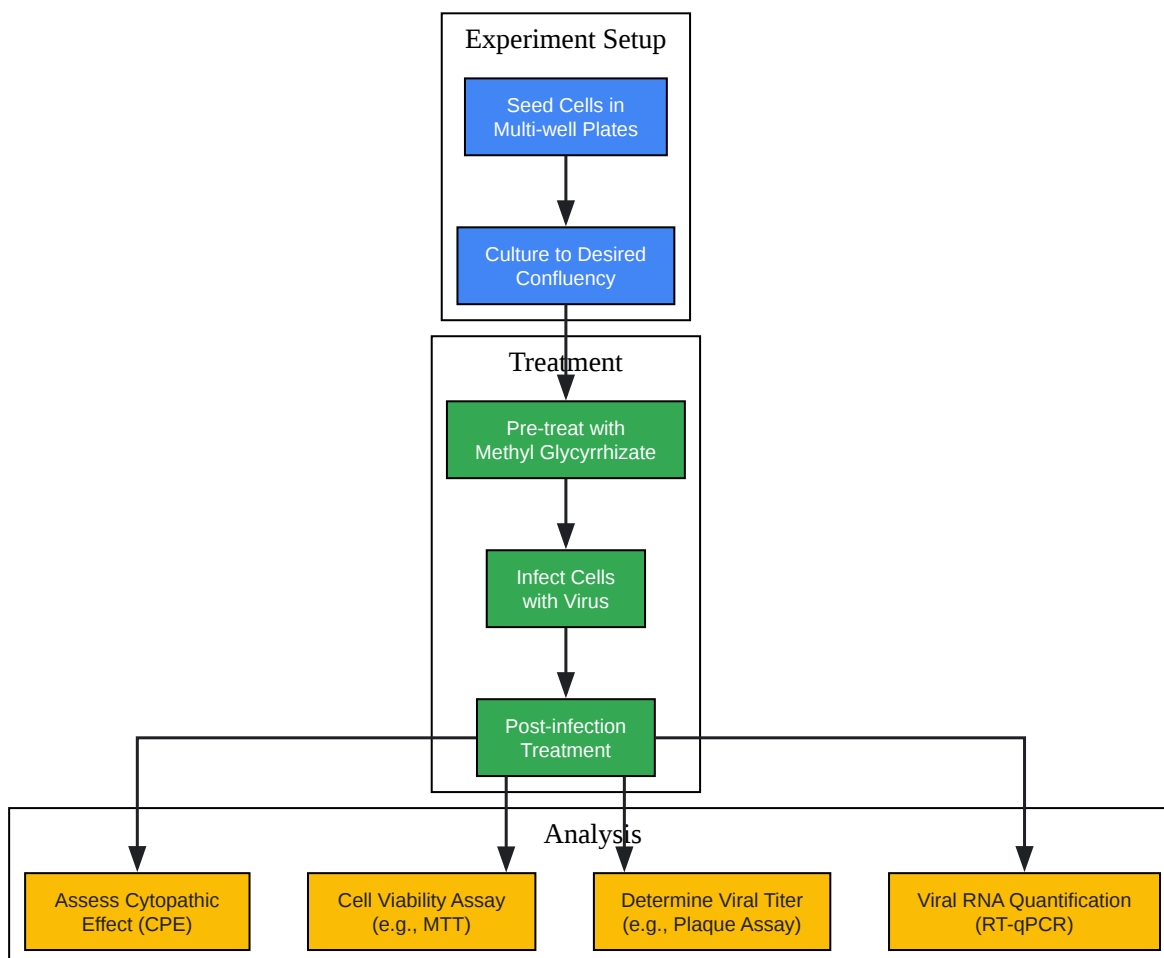 Experiment Setup
Seed Cells in
Multi-well Plates
Culture to Desired
Confluency
Treatment
Pre-treat with
Methyl Glycyrrhizate
Infect Cells
with Virus
Post-infection
Treatment
Analysis
Assess Cytopathic
Effect (CPE)
Cell Viability Assay
(e.g., MTT)
Determine Viral Titer
(e.g., Plaque Assay)
Viral RNA Quantification
(RT-qPCR)